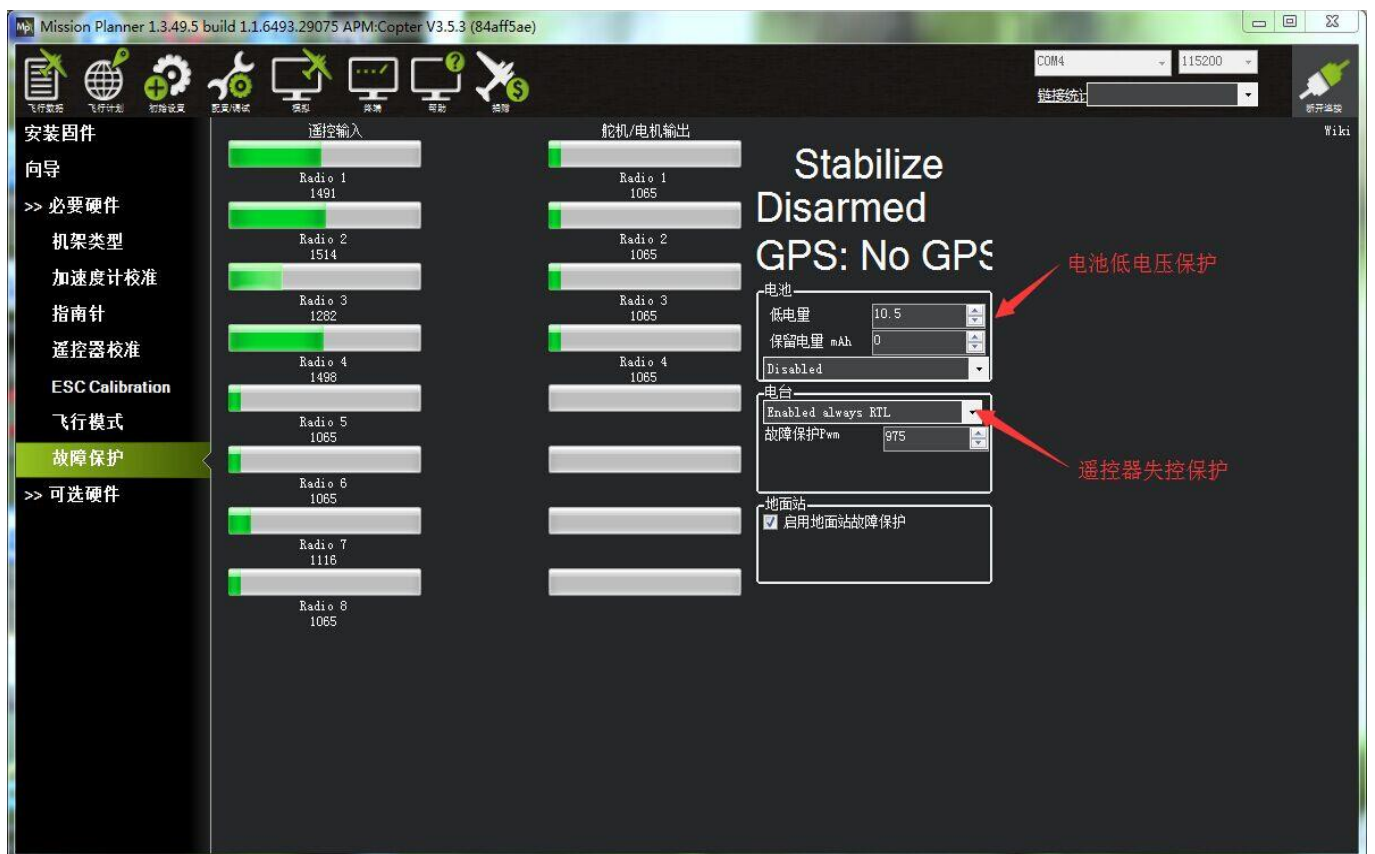 Mission Planner 1.3.49.5 build 1.1.6493.29075 APM:Copter V3.5.3 (84aff5ae)
飞行数据 飞行计划 初始设置 配置/调试 模拟 终端 帮助 捐赠
COM4 115200
链接统计
断开连接
安装固件
向导
>> 必要硬件
机架类型
加速度计校准
指南针
遥控器校准
ESC Calibration
飞行模式
故障保护
>> 可选硬件
遥控输入
Radio 1
1491
Radio 2
1514
Radio 3
1282
Radio 4
1498
Radio 5
1065
Radio 6
1065
Radio 7
1116
Radio 8
1065
舵机/电机输出
Radio 1
1065
Radio 2
1065
Radio 3
1065
Radio 4
1065
Wiki
Stabilize
Disarmed
GPS: No GPS
电池
低电量 10.5
保留电量 mAh 0
Disabled
电台
Enabled always RTL
故障保护Pwm 975
地面站
启用地面站故障保护
电池低电压保护
遥控器失控保护